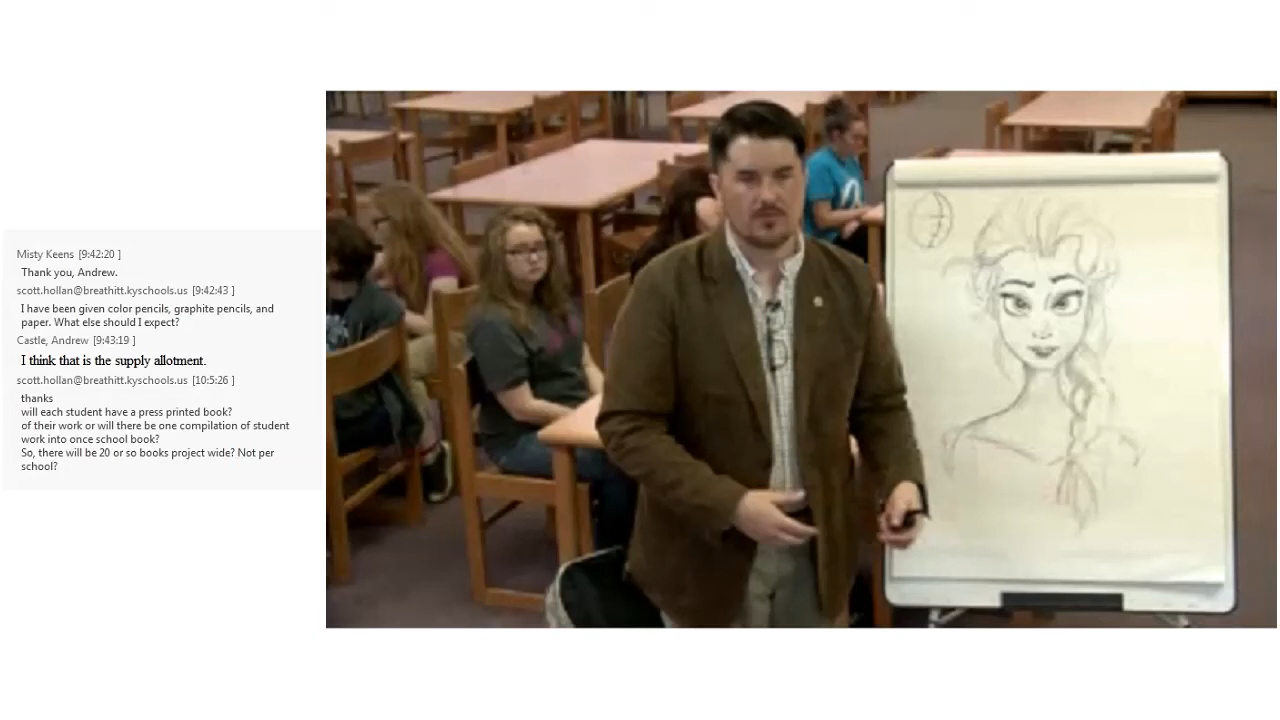 Misty Keens [9:42:20 ]
Thank you, Andrew.
scott.hollan@breathitt.kyschools.us [9:42:43 ]
I have been given color pencils, graphite pencils, and
paper. What else should I expect?
Castle, Andrew [9:43:19 ]
I think that is the supply allotment.
scott.hollan@breathitt.kyschools.us [10:5:26 ]
thanks
will each student have a press printed book?
of their work or will there be one compilation of student
work into once school book?
So, there will be 20 or so books project wide? Not per
school?